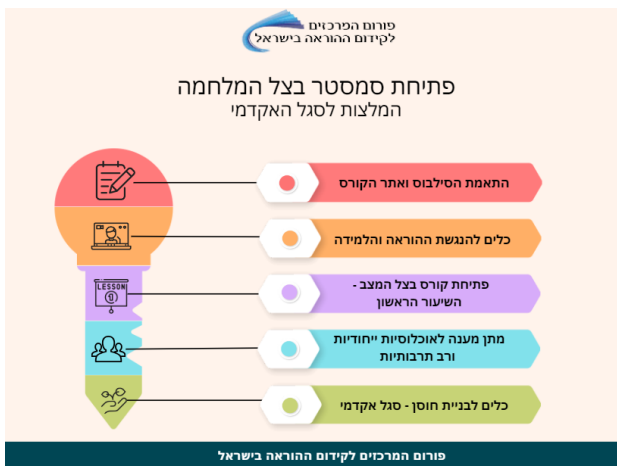 פורום המרכזים
לקידום ההוראה בישראל
פתיחת סמסטר בצל המלחמה
המלצות לסגל האקדמי
התאמת הסילבוס ואתר הקורס
כלים להנגשת ההוראה והלמידה
LESSON
פתיחת קורס בצל המצב -
השיעור הראשון
מתן מענה לאוכלוסיות ייחודיות
ורב תרבותיות
כלים לבניית חוסן - סגל אקדמי
פורום המרכזים לקידום ההוראה בישראל